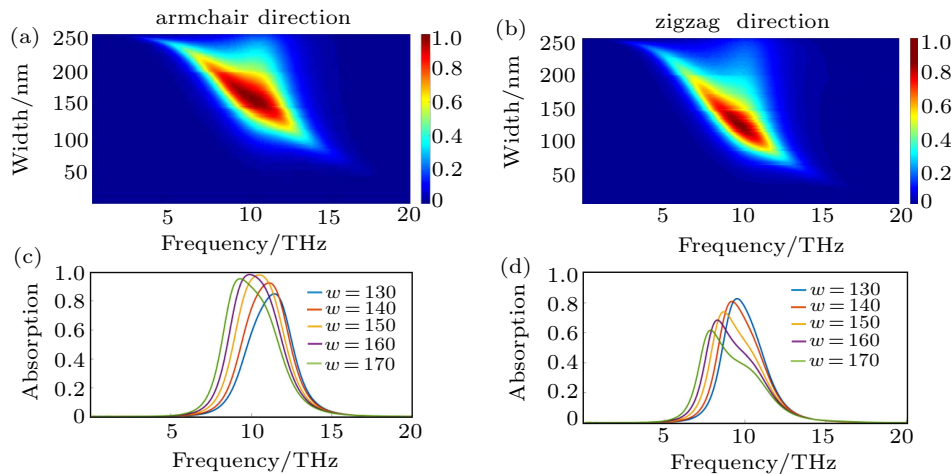 armchair direction
zigzag direction
(a)
250
200
150
100
50
Width/nm
5
10
15
20
Frequency/THz
1.0
0.8
0.6
0.4
0.2
0
(b)
250
200
150
100
50
Width/nm
5
10
15
20
Frequency/THz
1.0
0.8
0.6
0.4
0.2
0
(c)
1.0
0.8
0.6
0.4
0.2
0
Absorption
w=130
w=140
w=150
w=160
w=170
5
10
15
20
Frequency/THz
(d)
1.0
0.8
0.6
0.4
0.2
0
Absorption
w=130
w=140
w=150
w=160
w=170
5
10
15
20
Frequency/THz